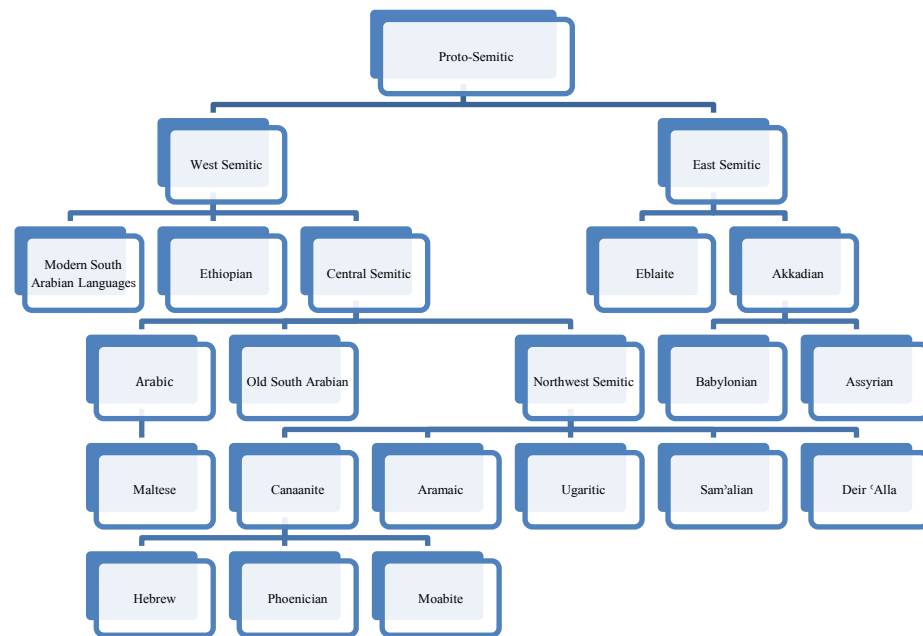 Proto-Semitic
West Semitic
East Semitic
Modern South
Arabian Languages
Ethiopian
Central Semitic
Eblaite
Akkadian
Arabic
Old South Arabian
Northwest Semitic
Babylonian
Assyrian
Maltese
Canaanite
Aramaic
Ugaritic
Samʾalian
Deir ʿAlla
Hebrew
Phoenician
Moabite